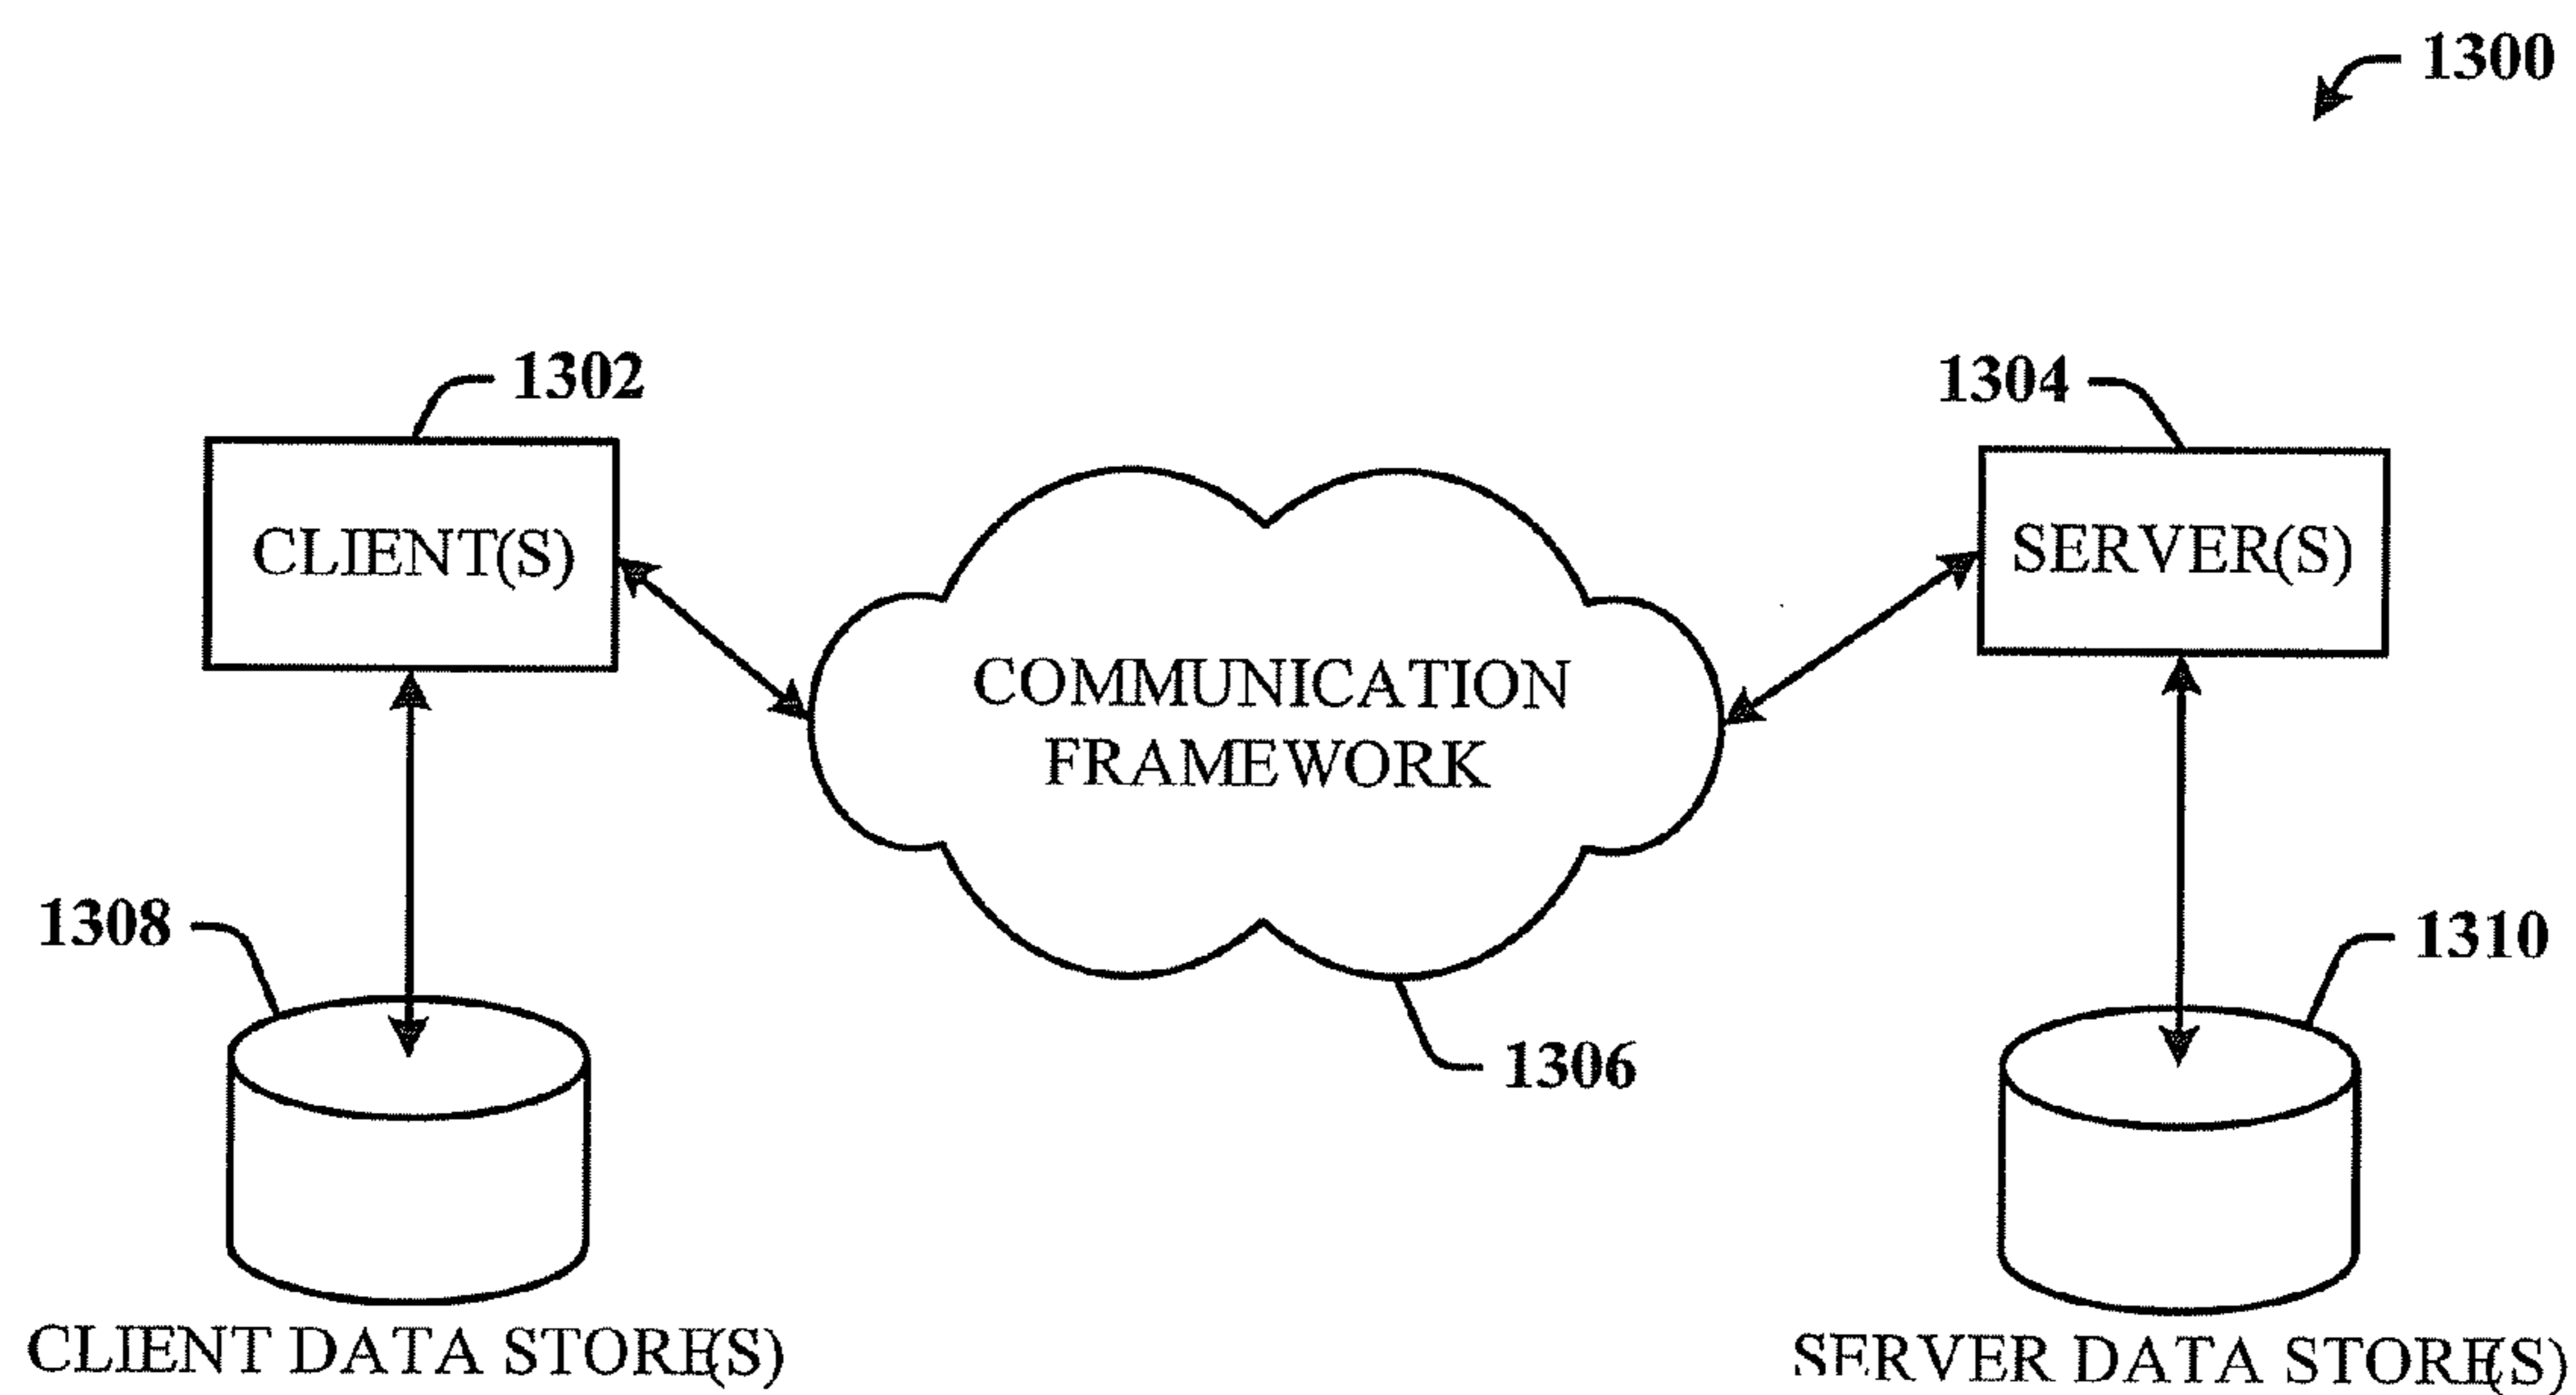 1300
1302
1304
CLIENT(S)
SERVER(S)
COMMUNICATION
FRAMEWORK
1308
1310
1306
CLIENT DATA STORE(S)
SERVER DATA STORE(S)